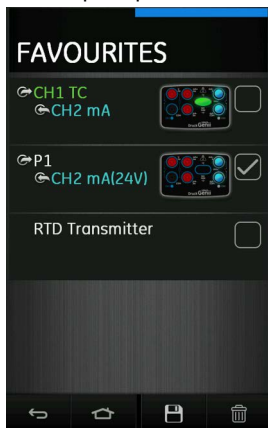 FAVOURITES
CH1 TC
CH2 mA
P1
CH2 mA(24V)
RTD Transmitter